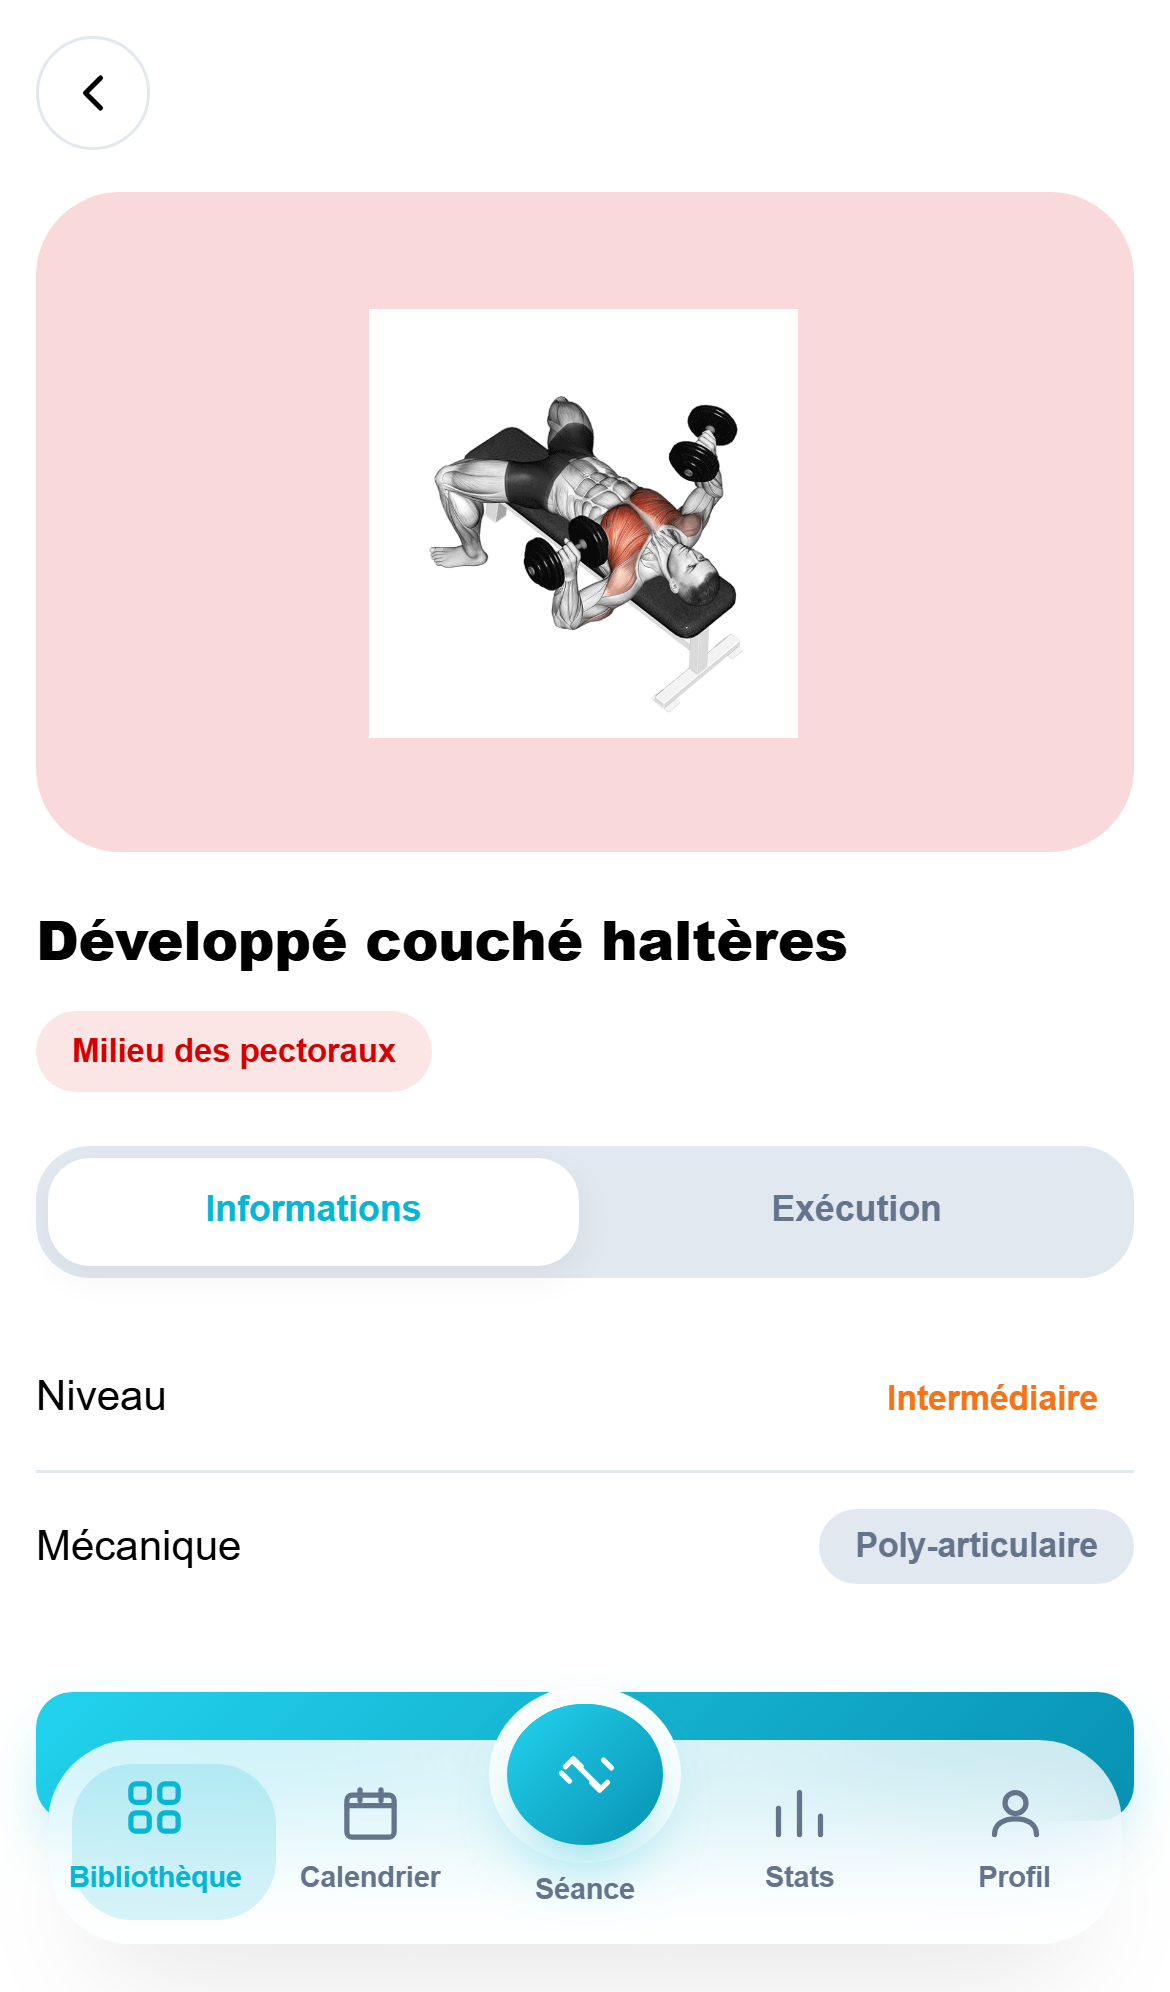 Développé couché haltères
Milieu des pectoraux
Informations
Exécution
Niveau
Intermédiaire
Mécanique
Poly-articulaire
Bibliothèque
Calendrier
Séance
Stats
Profil